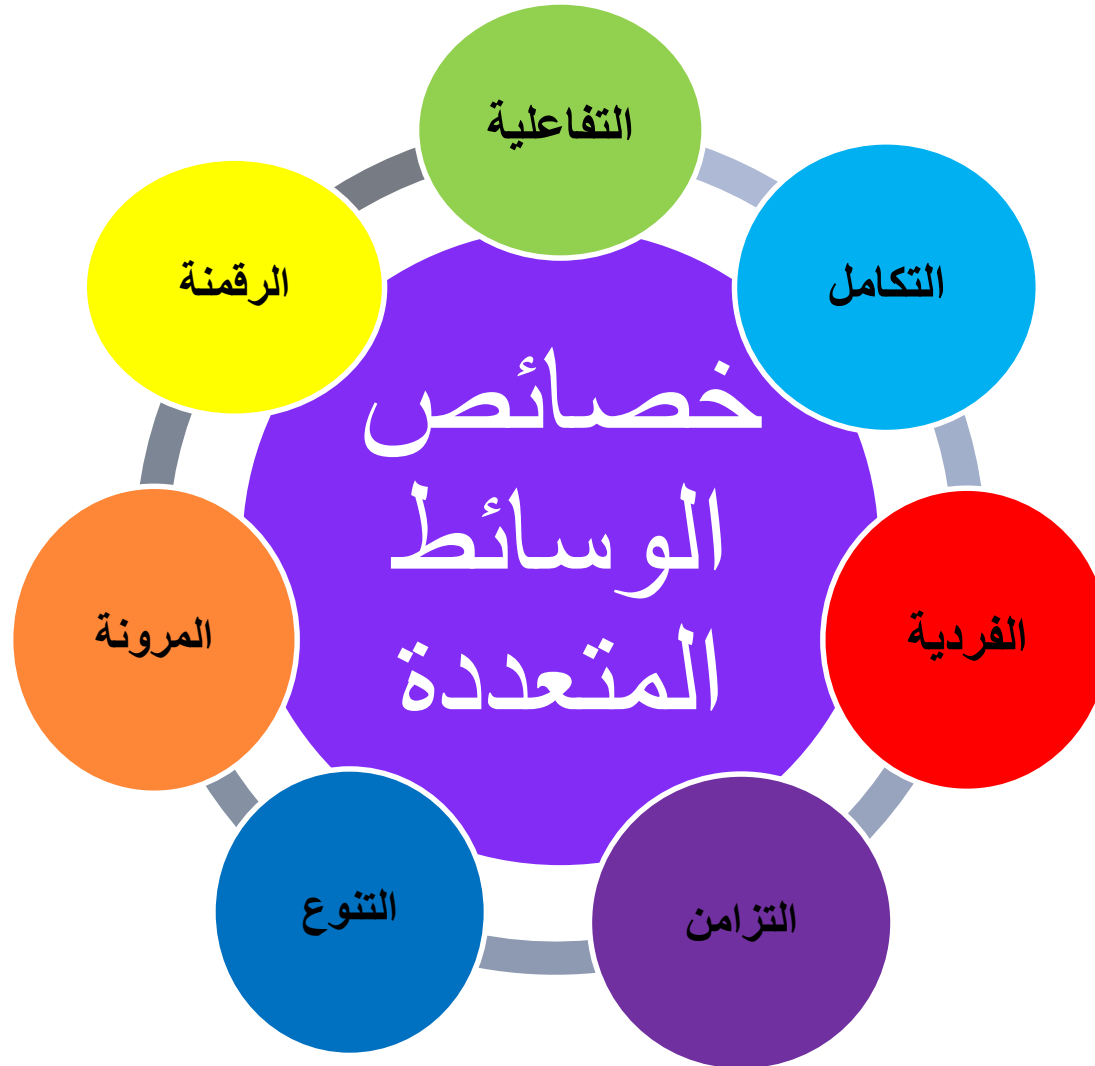 خصائص
الوسائط
المتعددة
التفاعلية
التكامل
الفردية
التزامن
التنوع
المرونة
الرقمنة